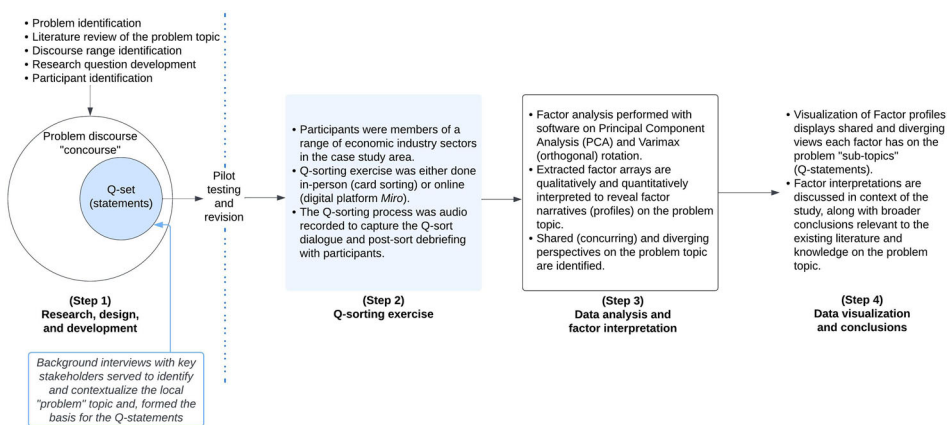 • Problem identification
• Literature review of the problem topic
• Discourse range identification
• Research question development
• Participant identification
Problem discourse
"concourse"
Q-set
(statements)
Pilot
testing
and
revision
(Step 1)
Research, design,
and development
Background interviews with key
stakeholders served to identify
and contextualize the local
"problem" topic and, formed the
basis for the Q-statements
• Participants were members of a
range of economic industry sectors
in the case study area.
• Q-sorting exercise was either done
in-person (card sorting) or online
(digital platform Miro).
• The Q-sorting process was audio
recorded to capture the Q-sort
dialogue and post-sort debriefing
with participants.
(Step 2)
Q-sorting exercise
• Factor analysis performed with
software on Principal Component
Analysis (PCA) and Varimax
(orthogonal) rotation.
• Extracted factor arrays are
qualitatively and quantitatively
interpreted to reveal factor
narratives (profiles) on the problem
topic.
• Shared (concurring) and diverging
perspectives on the problem topic
are identified.
(Step 3)
Data analysis and
factor interpretation
• Visualization of Factor profiles
displays shared and diverging
views each factor has on the
problem "sub-topics"
(Q-statements).
• Factor interpretations are
discussed in context of the
study, along with broader
conclusions relevant to the
existing literature and
knowledge on the problem
topic.
(Step 4)
Data visualization
and conclusions